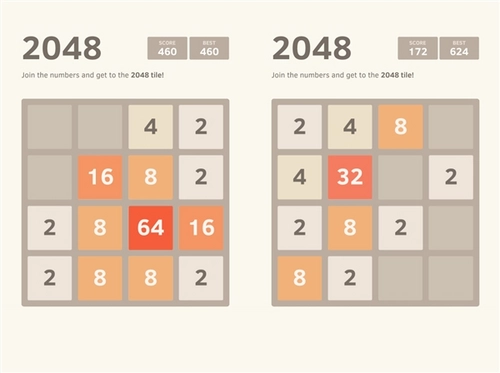 2048
SCORE BEST
460 460
Join the numbers and get to the 2048 tile!
4 2
16 8 2
2 8 64 16
2 8 8 2
2048
SCORE BEST
172 624
Join the numbers and get to the 2048 tile!
2 4 8
4 32 2
2 8 2
8 2